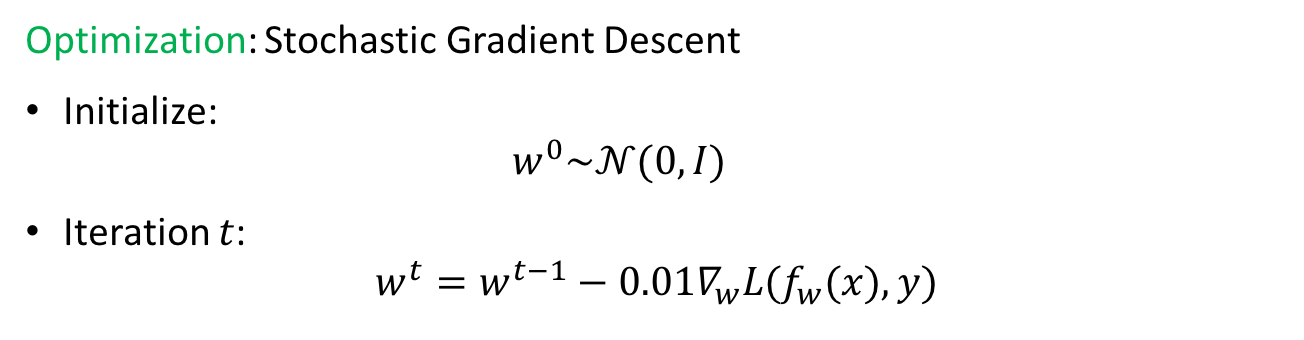 Optimization: Stochastic Gradient Descent
• Initialize:
w⁰~𝒩(0, I)
• Iteration t:
wᵗ = wᵗ⁻¹ − 0.01∇_w L(f_w(x), y)